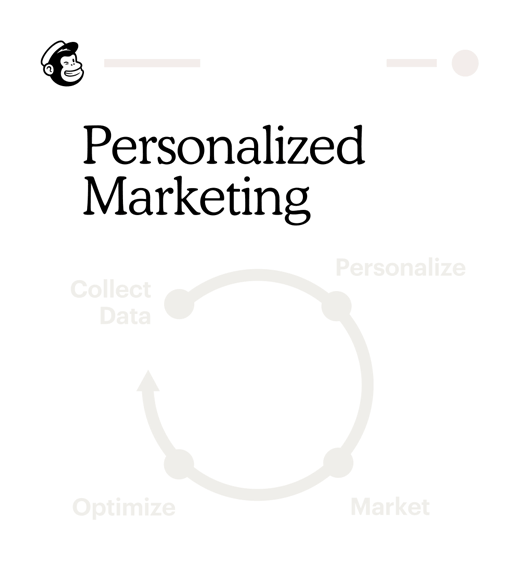 Personalized
Marketing
Collect
Data
Personalize
Market
Optimize